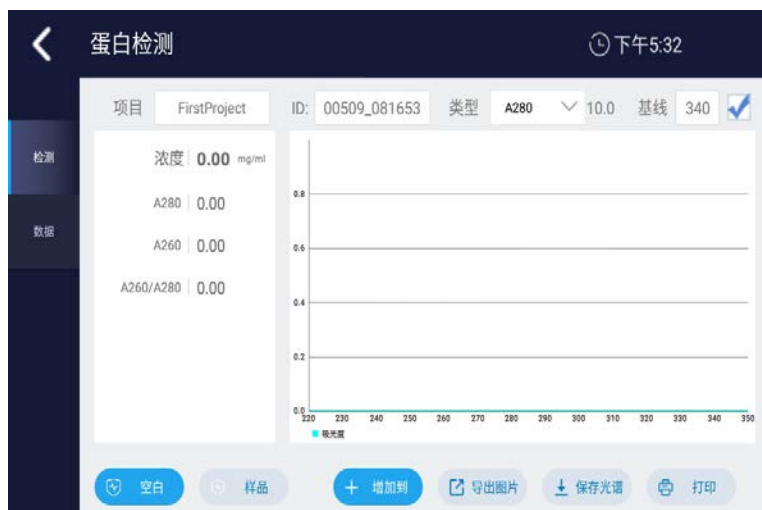 蛋白检测 下午5:32
项目 FirstProject ID: 00509_081653 类型 A280 10.0 基线 340
检测
数据
浓度 0.00 mg/ml
A280 0.00
A260 0.00
A260/A280 0.00
0.8
0.6
0.4
0.2
0.0
220 230 240 250 260 270 280 290 300 310 320 330 340 350
吸光度
空白 样品 增加到 导出图片 保存光谱 打印